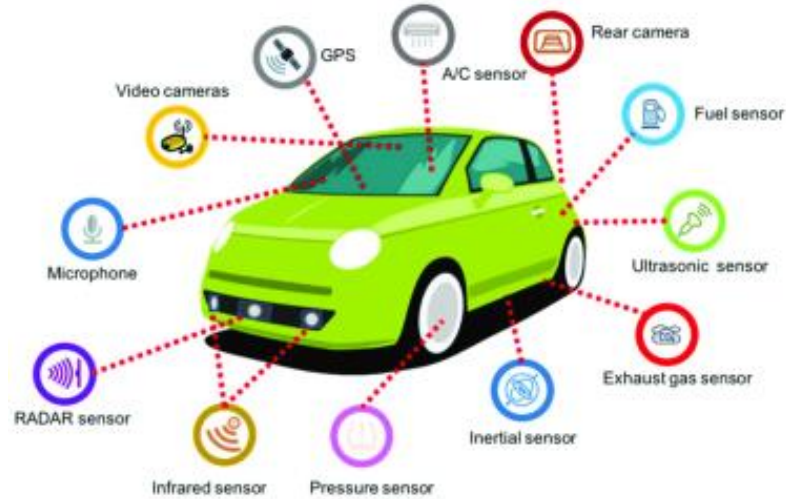 Rear camera
GPS
A/C sensor
Video cameras
Fuel sensor
Microphone
Ultrasonic sensor
Exhaust gas sensor
RADAR sensor
Inertial sensor
Infrared sensor
Pressure sensor